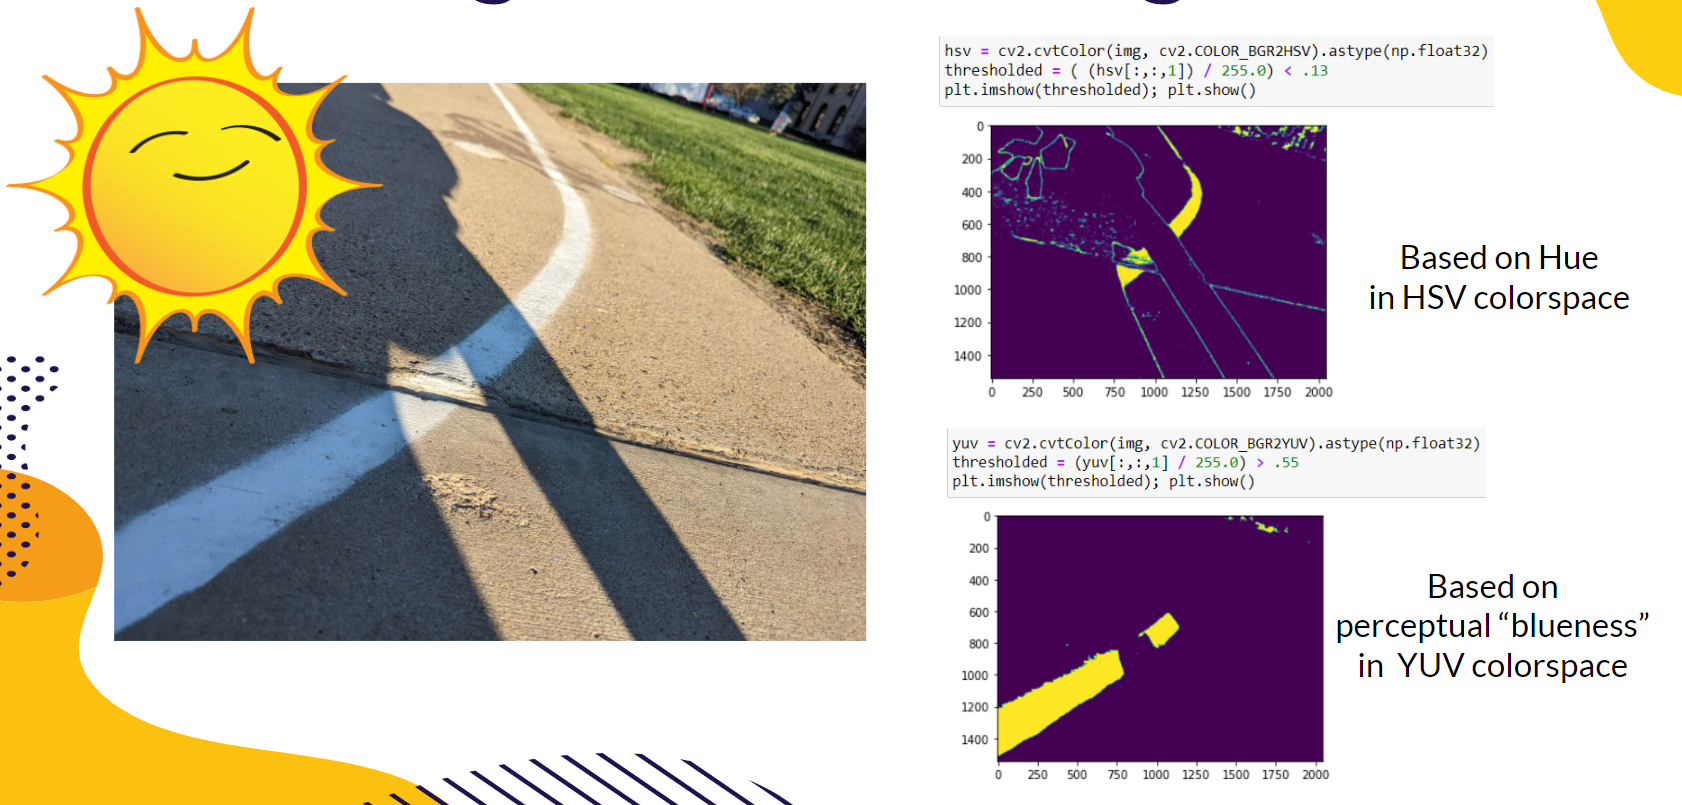 hsv = cv2.cvtColor(img, cv2.COLOR_BGR2HSV).astype(np.float32)
thresholded = ( (hsv[:,:,1]) / 255.0) < .13
plt.imshow(thresholded); plt.show()
0
200
400
600
800
1000
1200
1400
0 250 500 750 1000 1250 1500 1750 2000
Based on Hue
in HSV colorspace
yuv = cv2.cvtColor(img, cv2.COLOR_BGR2YUV).astype(np.float32)
thresholded = (yuv[:,:,1] / 255.0) > .55
plt.imshow(thresholded); plt.show()
0
200
400
600
800
1000
1200
1400
0 250 500 750 1000 1250 1500 1750 2000
Based on
perceptual “blueness”
in YUV colorspace